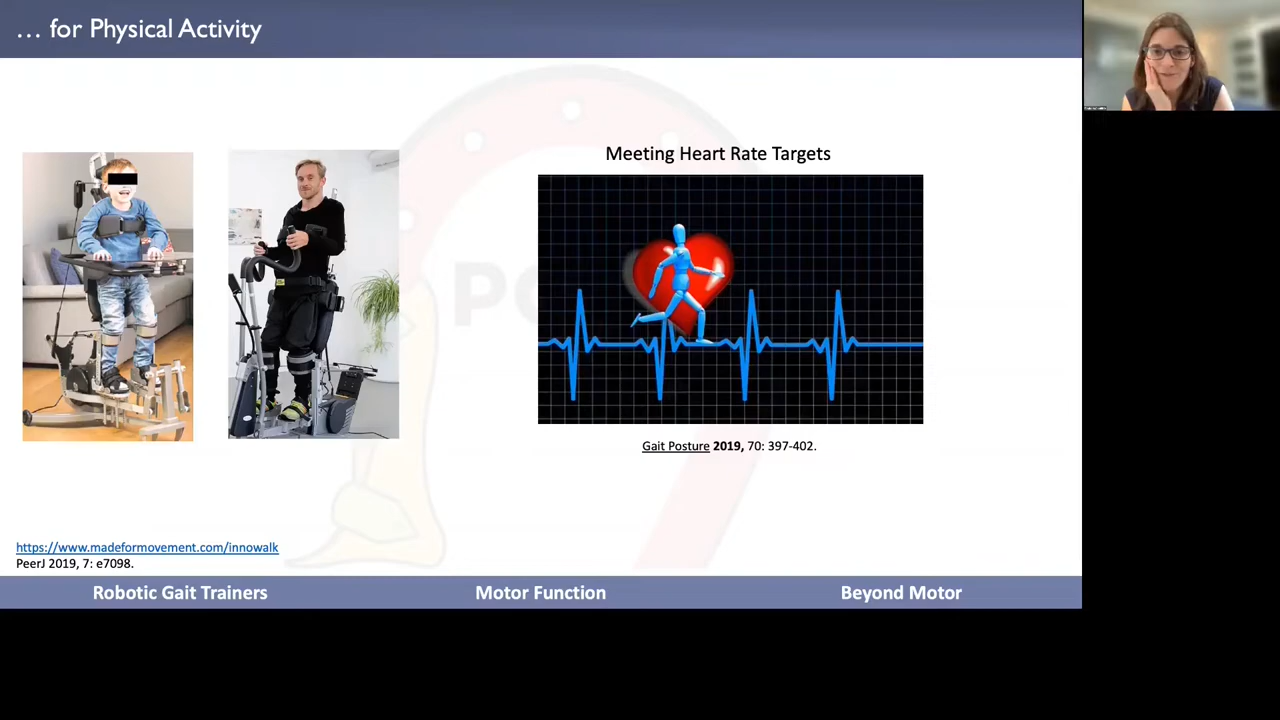 … for Physical Activity
Meeting Heart Rate Targets
Gait Posture 2019, 70: 397-402.
https://www.madeformovement.com/innowalk
PeerJ 2019, 7: e7098.
Robotic Gait Trainers
Motor Function
Beyond Motor